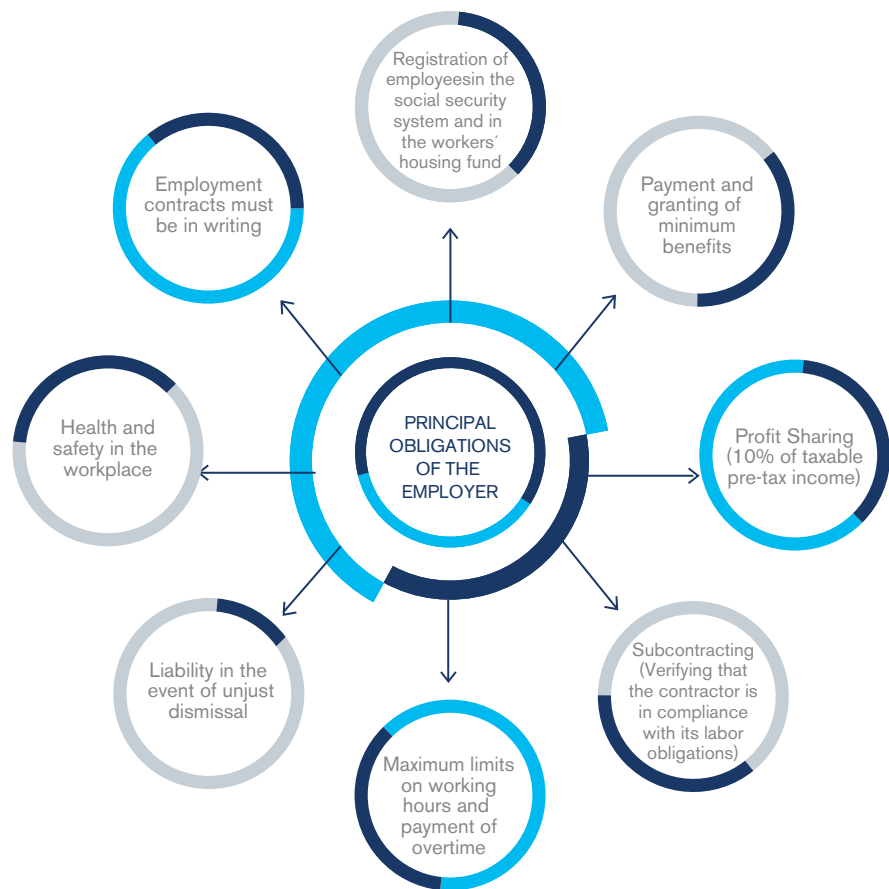 Registration of
employeesin the
social security
system and in
the workers´
housing fund
Employment
contracts must
be in writing
Payment and
granting of
minimum
benefits
Health and
safety in the
workplace
PRINCIPAL
OBLIGATIONS
OF THE
EMPLOYER
Profit Sharing
(10% of taxable
pre-tax income)
Liability in the
event of unjust
dismissal
Subcontracting
(Verifying that
the contractor is
in compliance
with its labor
obligations)
Maximum limits
on working
hours and
payment of
overtime